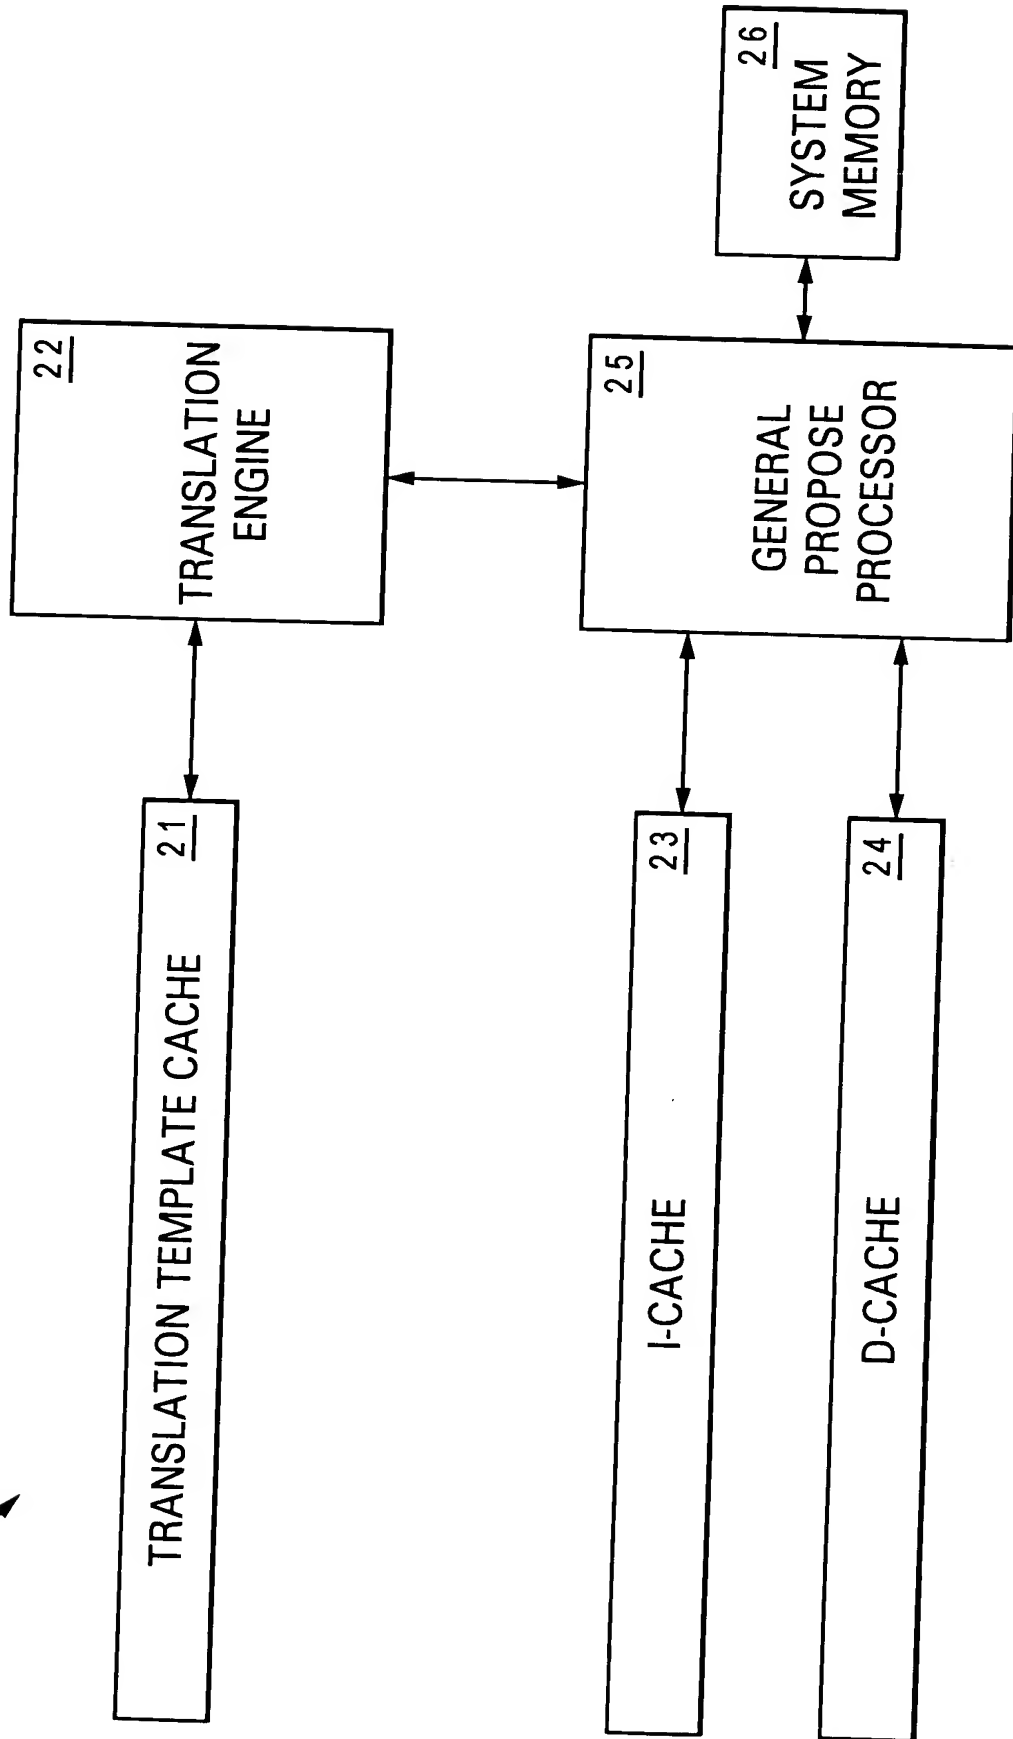 21
TRANSLATION TEMPLATE CACHE
22
TRANSLATION
ENGINE
23
I-CACHE
24
D-CACHE
25
GENERAL
PROPOSE
PROCESSOR
26
SYSTEM
MEMORY